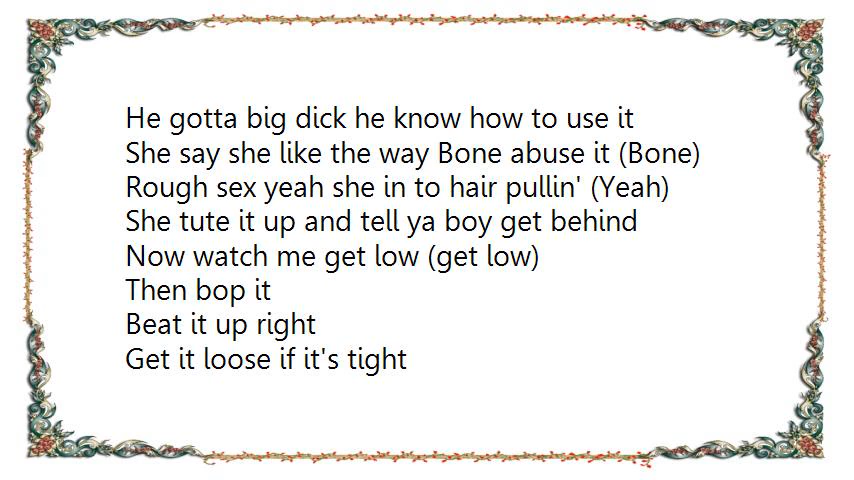 He gotta big dick he know how to use it
She say she like the way Bone abuse it (Bone)
Rough sex yeah she in to hair pullin' (Yeah)
She tute it up and tell ya boy get behind
Now watch me get low (get low)
Then bop it
Beat it up right
Get it loose if it's tight